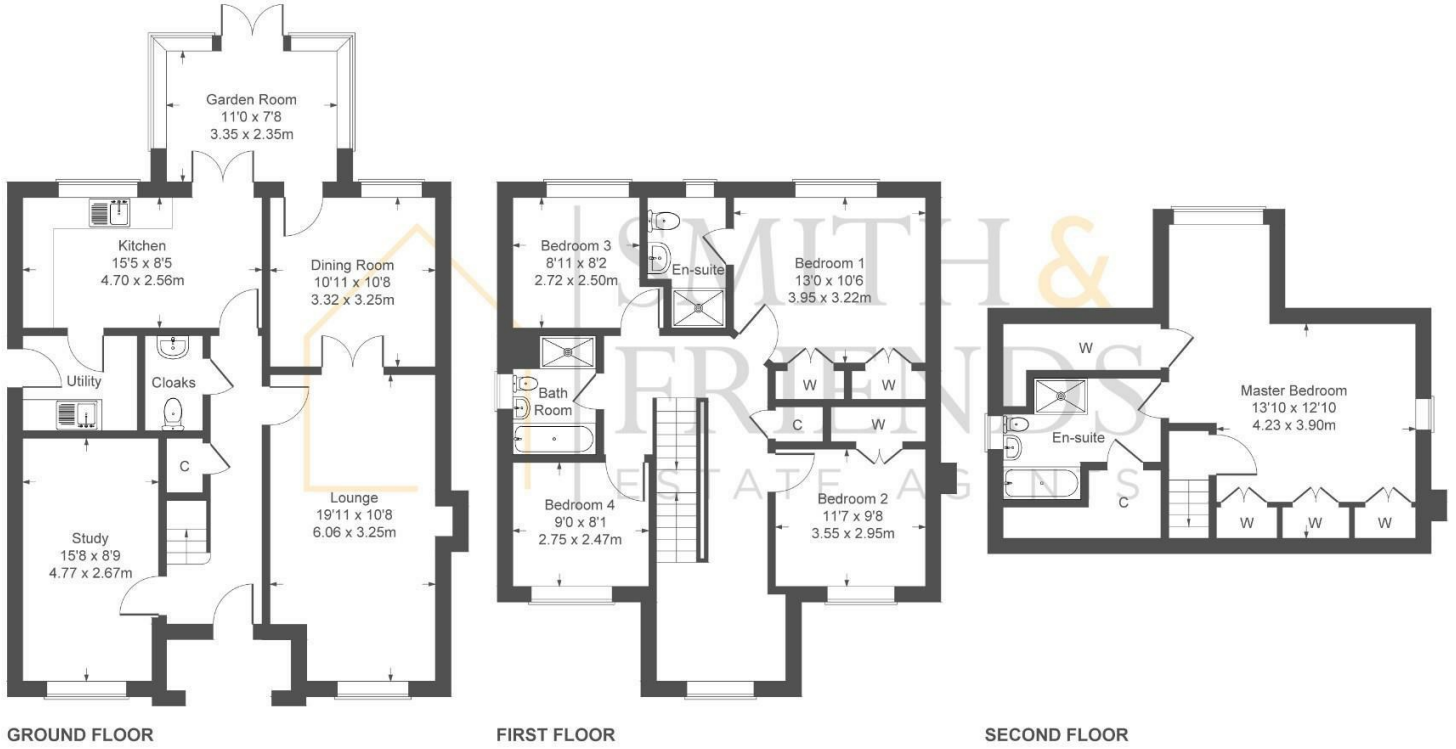 Garden Room
11'0 x 7'8
3.35 x 2.35m
Kitchen
15'5 x 8'5
4.70 x 2.56m
Dining Room
10'11 x 10'8
3.32 x 3.25m
Utility
Cloaks
C
Lounge
19'11 x 10'8
6.06 x 3.25m
Study
15'8 x 8'9
4.77 x 2.67m
GROUND FLOOR
Bedroom 3
8'11 x 8'2
2.72 x 2.50m
En-suite
Bedroom 1
13'0 x 10'6
3.95 x 3.22m
W
W
Bath
Room
C
W
Bedroom 4
9'0 x 8'1
2.75 x 2.47m
Bedroom 2
11'7 x 9'8
3.55 x 2.95m
FIRST FLOOR
W
Master Bedroom
13'10 x 12'10
4.23 x 3.90m
En-suite
C
W
W
W
SECOND FLOOR
SMITH &
FRIENDS
ESTATE AGENTS